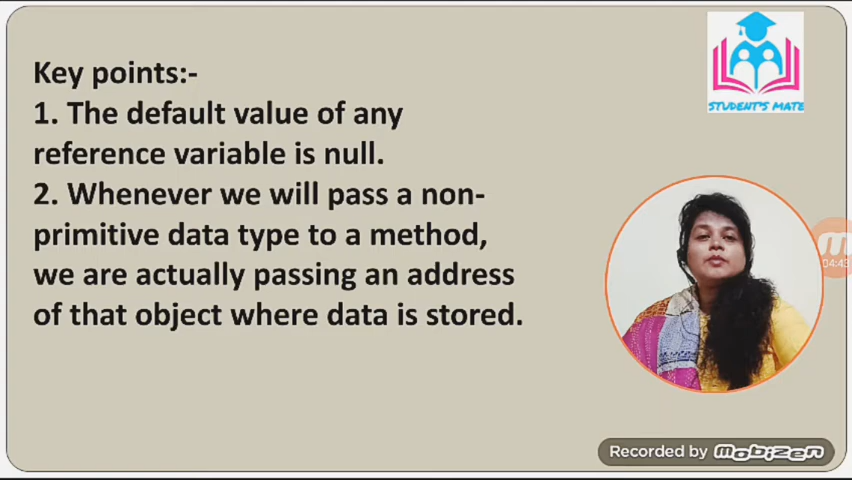 Key points:-
1. The default value of any
reference variable is null.
2. Whenever we will pass a non-
primitive data type to a method,
we are actually passing an address
of that object where data is stored.
STUDENT'S MATE
04:43
Recorded by mobizen